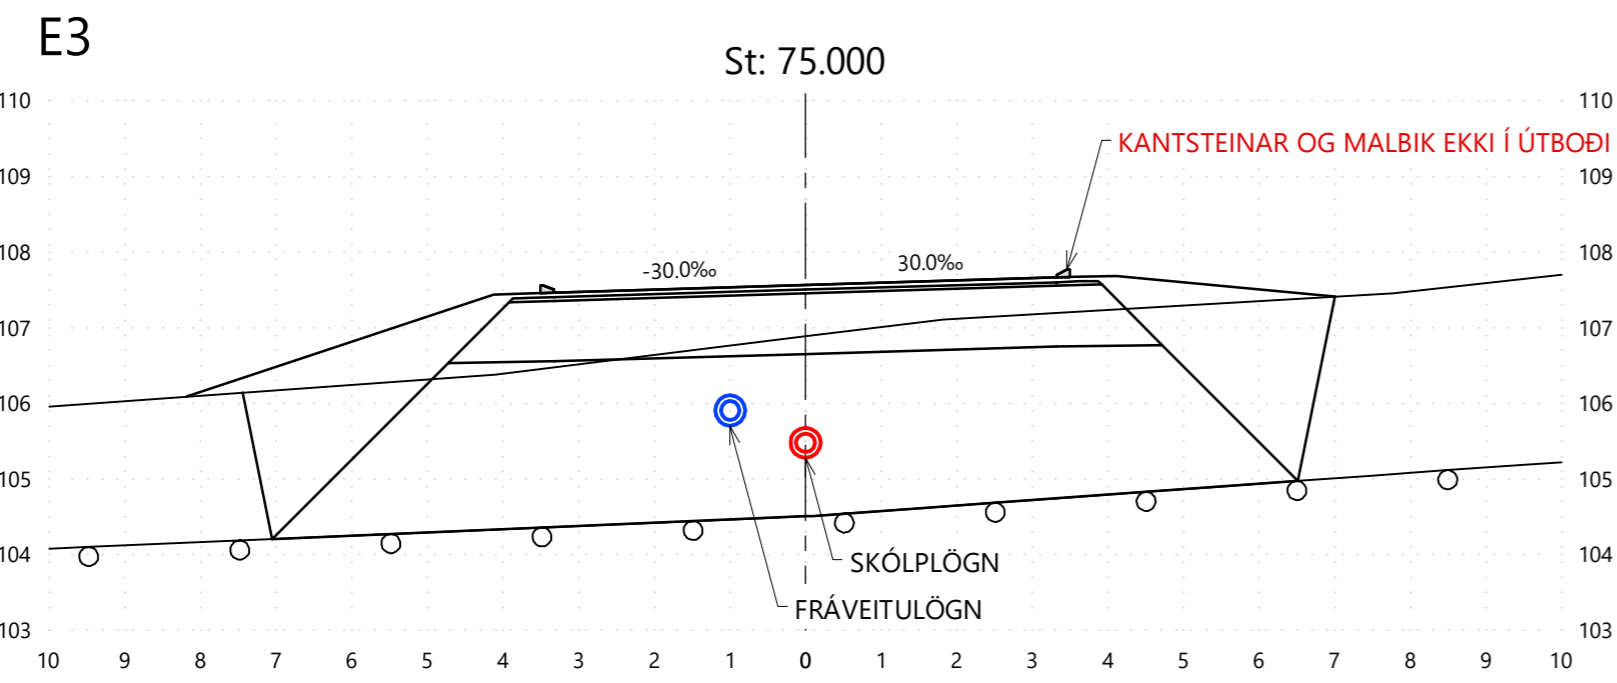 E3
St: 75.000
110 110
KANTSTEINAR OG MALBIK EKKI Í ÚTBOÐI
109 109
108 108
-30.0‰ 30.0‰
107 107
106 106
105 105
104 104
SKÓLPLÖGN
FRÁVEITULÖGN
103 103
10 9 8 7 6 5 4 3 2 1 0 1 2 3 4 5 6 7 8 9 10